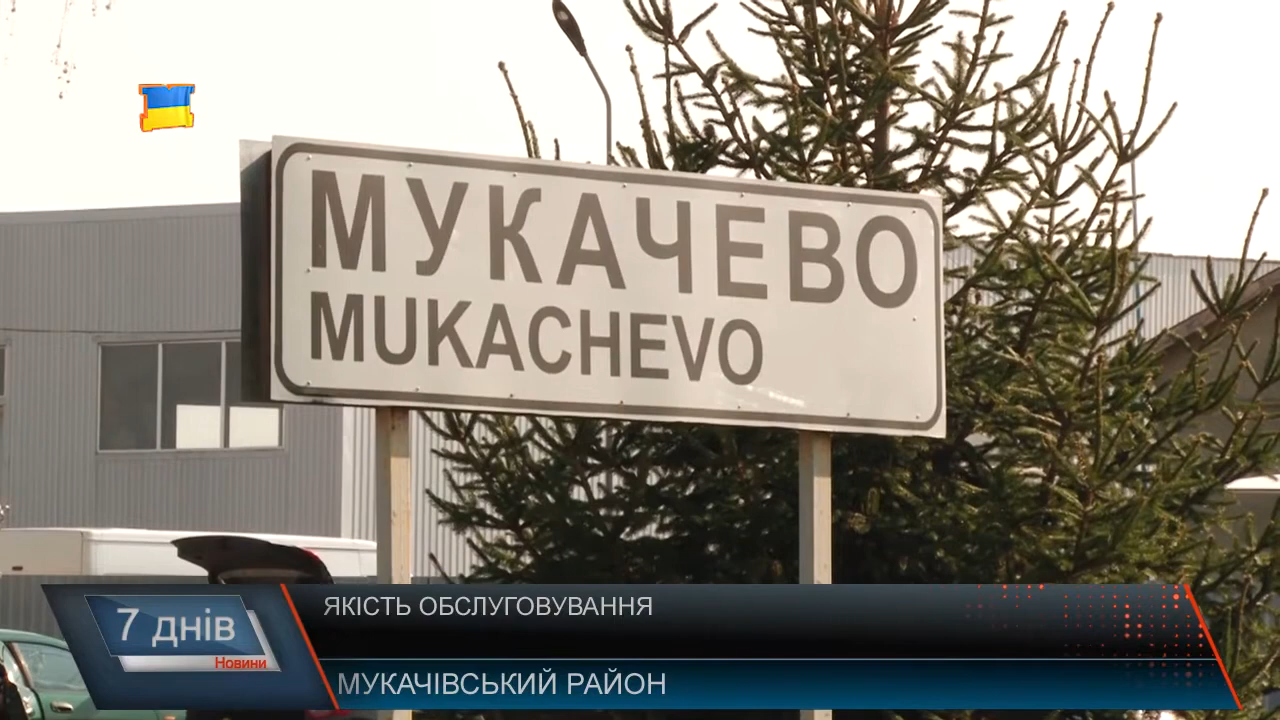 МУКАЧЕВО
MUKACHEVO
7 днів
Новини
ЯКІСТЬ ОБСЛУГОВУВАННЯ
МУКАЧІВСЬКИЙ РАЙОН